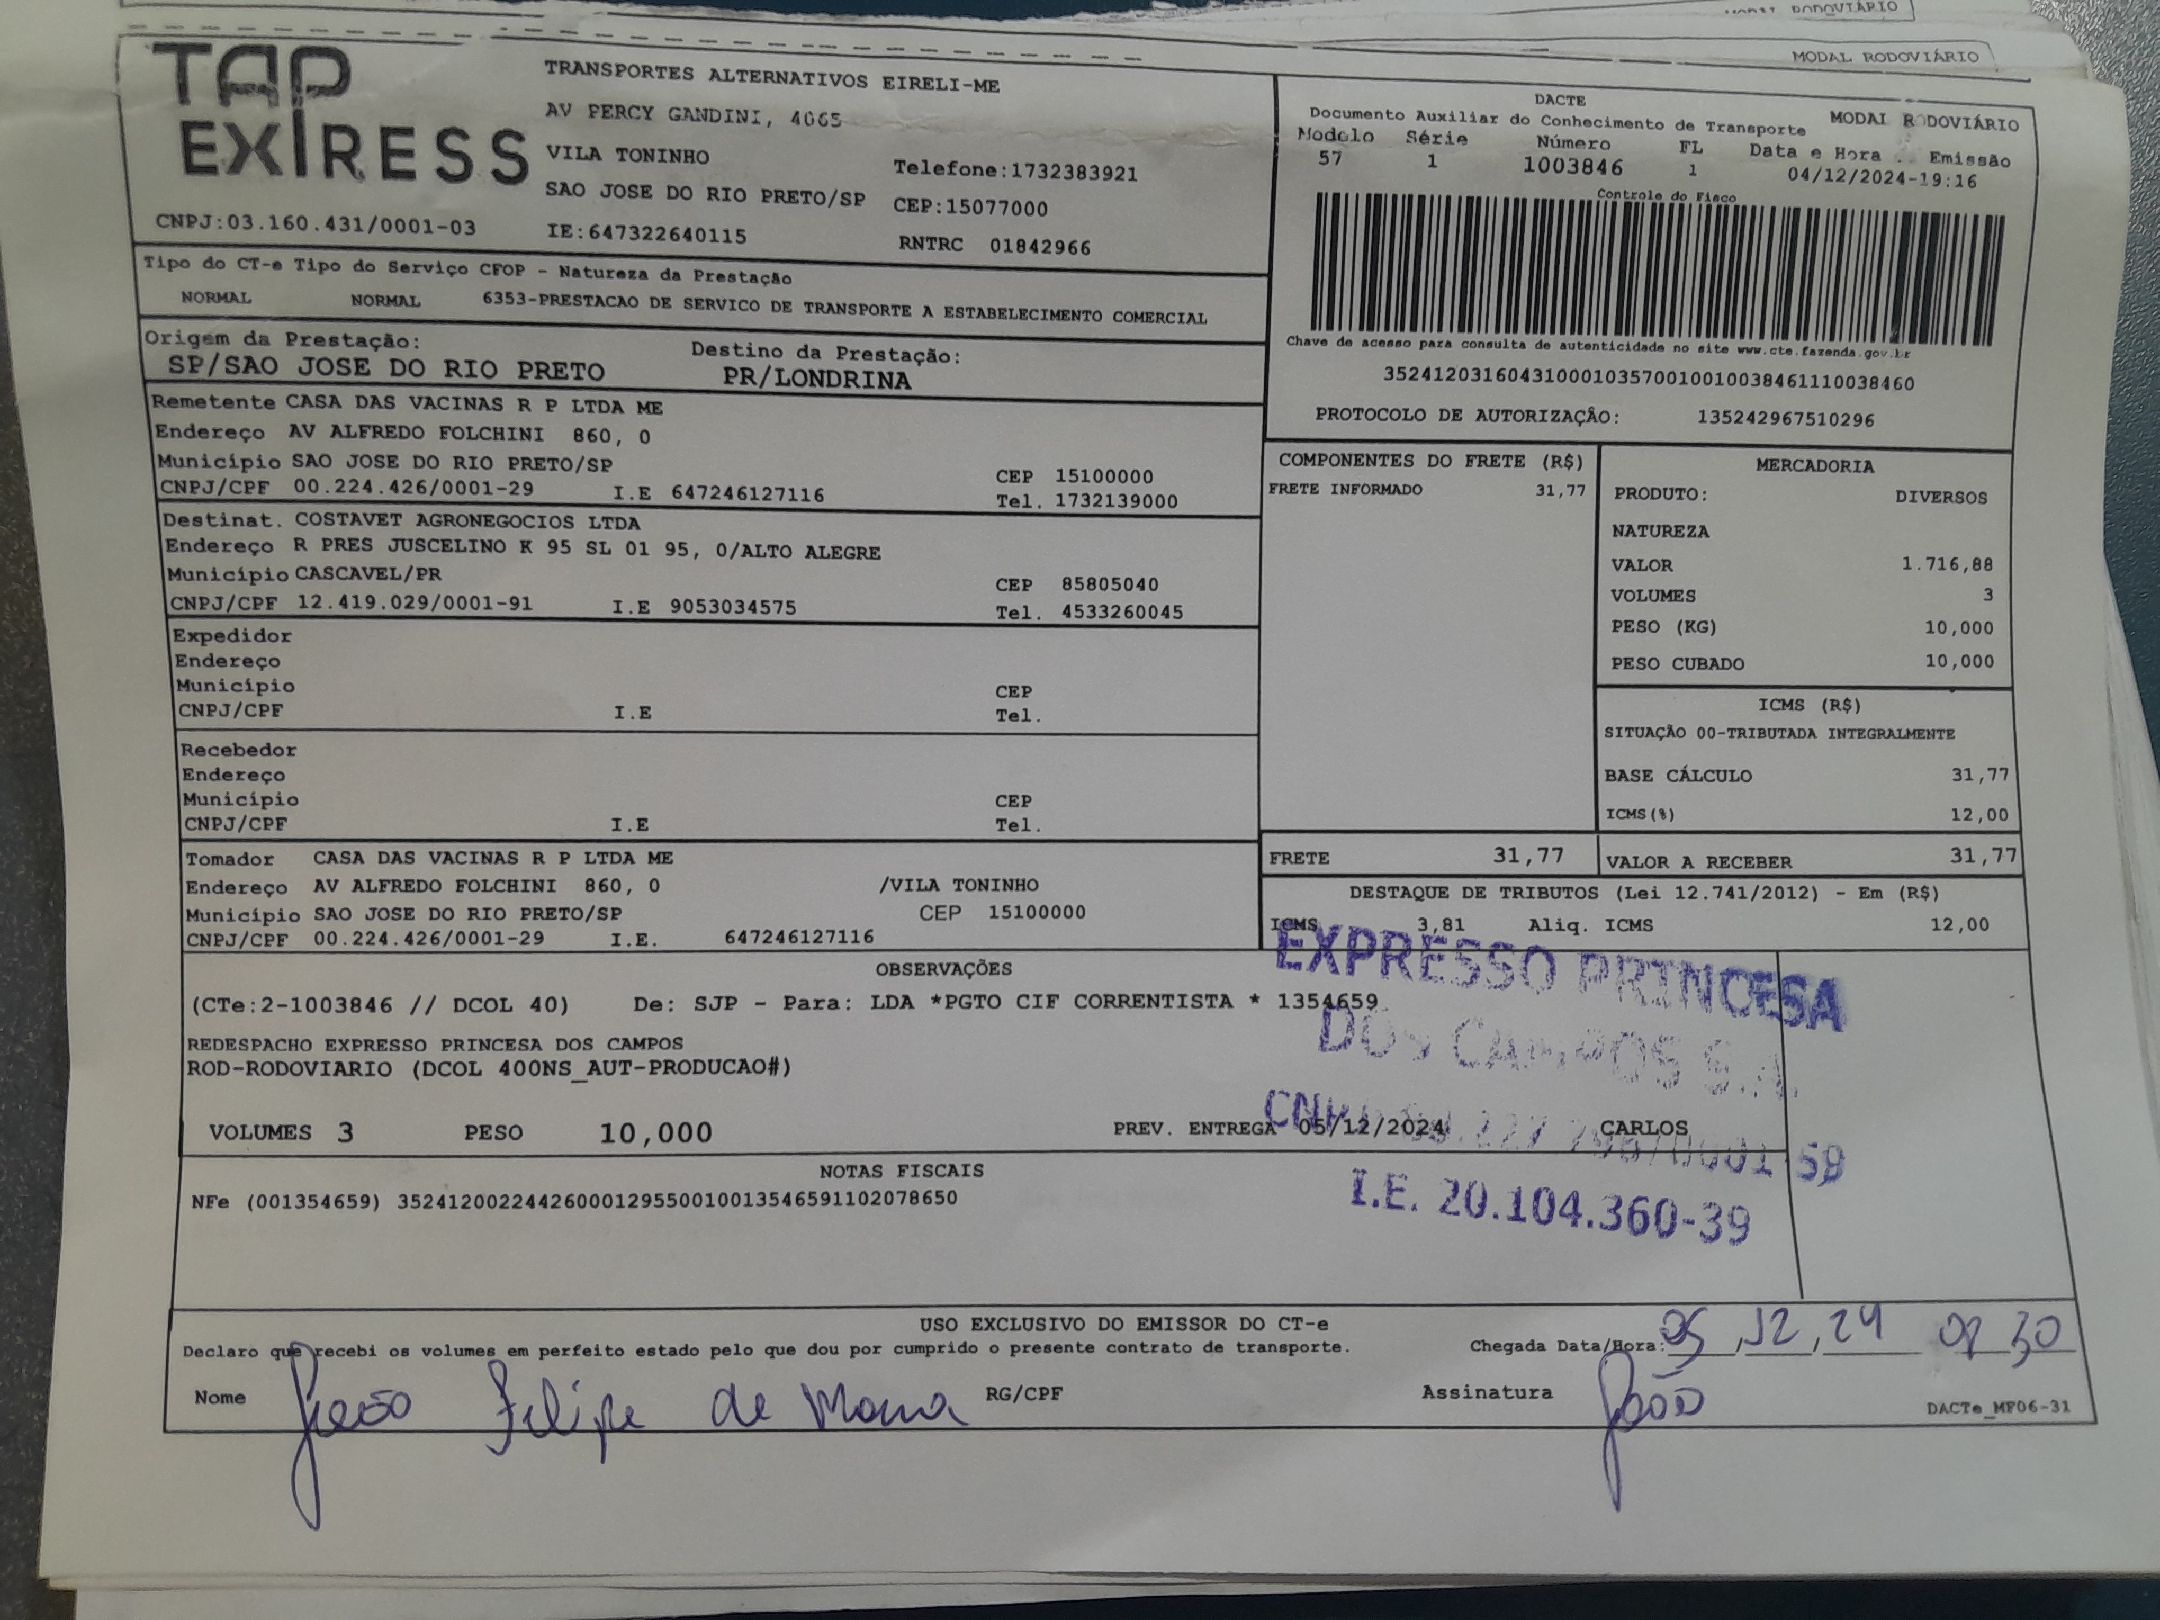 MODAL RODOVIÁRIO
TAP EXPRESS
TRANSPORTES ALTERNATIVOS EIRELI-ME
AV PERCY GANDINI, 4065
VILA TONINHO
Telefone:1732383921
SAO JOSE DO RIO PRETO/SP CEP:15077000
CNPJ:03.160.431/0001-03 IE:647322640115 RNTRC 01842966
DACTE
Documento Auxiliar do Conhecimento de Transporte MODAL RODOVIÁRIO
Modelo Série Número FL Data e Hora Emissão
57 1 1003846 1 04/12/2024-19:16
Controle do Fisco
Chave de acesso para consulta de autenticidade no site www.cte.fazenda.gov.br
35241203160431000103570010010038461110038460
PROTOCOLO DE AUTORIZAÇÃO: 135242967510296
Tipo do CT-e Tipo do Serviço CFOP - Natureza da Prestação
NORMAL NORMAL 6353-PRESTACAO DE SERVICO DE TRANSPORTE A ESTABELECIMENTO COMERCIAL
Origem da Prestação: Destino da Prestação:
SP/SAO JOSE DO RIO PRETO PR/LONDRINA
Remetente CASA DAS VACINAS R P LTDA ME
Endereço AV ALFREDO FOLCHINI 860, 0
Município SAO JOSE DO RIO PRETO/SP CEP 15100000
CNPJ/CPF 00.224.426/0001-29 I.E 647246127116 Tel. 1732139000
Destinat. COSTAVET AGRONEGOCIOS LTDA
Endereço R PRES JUSCELINO K 95 SL 01 95, 0/ALTO ALEGRE
Município CASCAVEL/PR CEP 85805040
CNPJ/CPF 12.419.029/0001-91 I.E 9053034575 Tel. 4533260045
Expedidor
Endereço
Município CEP
CNPJ/CPF I.E Tel.
Recebedor
Endereço
Município CEP
CNPJ/CPF I.E Tel.
Tomador CASA DAS VACINAS R P LTDA ME
Endereço AV ALFREDO FOLCHINI 860, 0 /VILA TONINHO
Município SAO JOSE DO RIO PRETO/SP CEP 15100000
CNPJ/CPF 00.224.426/0001-29 I.E. 647246127116
COMPONENTES DO FRETE (R$)
FRETE INFORMADO 31,77
MERCADORIA
PRODUTO: DIVERSOS
NATUREZA
VALOR 1.716,88
VOLUMES 3
PESO (KG) 10,000
PESO CUBADO 10,000
ICMS (R$)
SITUAÇÃO 00-TRIBUTADA INTEGRALMENTE
BASE CÁLCULO 31,77
ICMS(%) 12,00
FRETE 31,77 VALOR A RECEBER 31,77
DESTAQUE DE TRIBUTOS (Lei 12.741/2012) - Em (R$)
ICMS 3,81 Aliq. ICMS 12,00
OBSERVAÇÕES
(CTe:2-1003846 // DCOL 40) De: SJP - Para: LDA *PGTO CIF CORRENTISTA * 1354659
REDESPACHO EXPRESSO PRINCESA DOS CAMPOS
ROD-RODOVIARIO (DCOL 400NS_AUT-PRODUCAO#)
VOLUMES 3 PESO 10,000 PREV. ENTREGA 05/12/2024 CARLOS
EXPRESSO PRINCESA
DOS CAMPOS S.A.
I.E. 20.104.360-39
NOTAS FISCAIS
NFe (001354659) 35241200224426000129550010013546591102078650
USO EXCLUSIVO DO EMISSOR DO CT-e
Declaro que recebi os volumes em perfeito estado pelo que dou por cumprido o presente contrato de transporte. Chegada Data/Hora: 05,12,24
Nome João Felipe de RG/CPF Assinatura João
DACTe_MF06-31